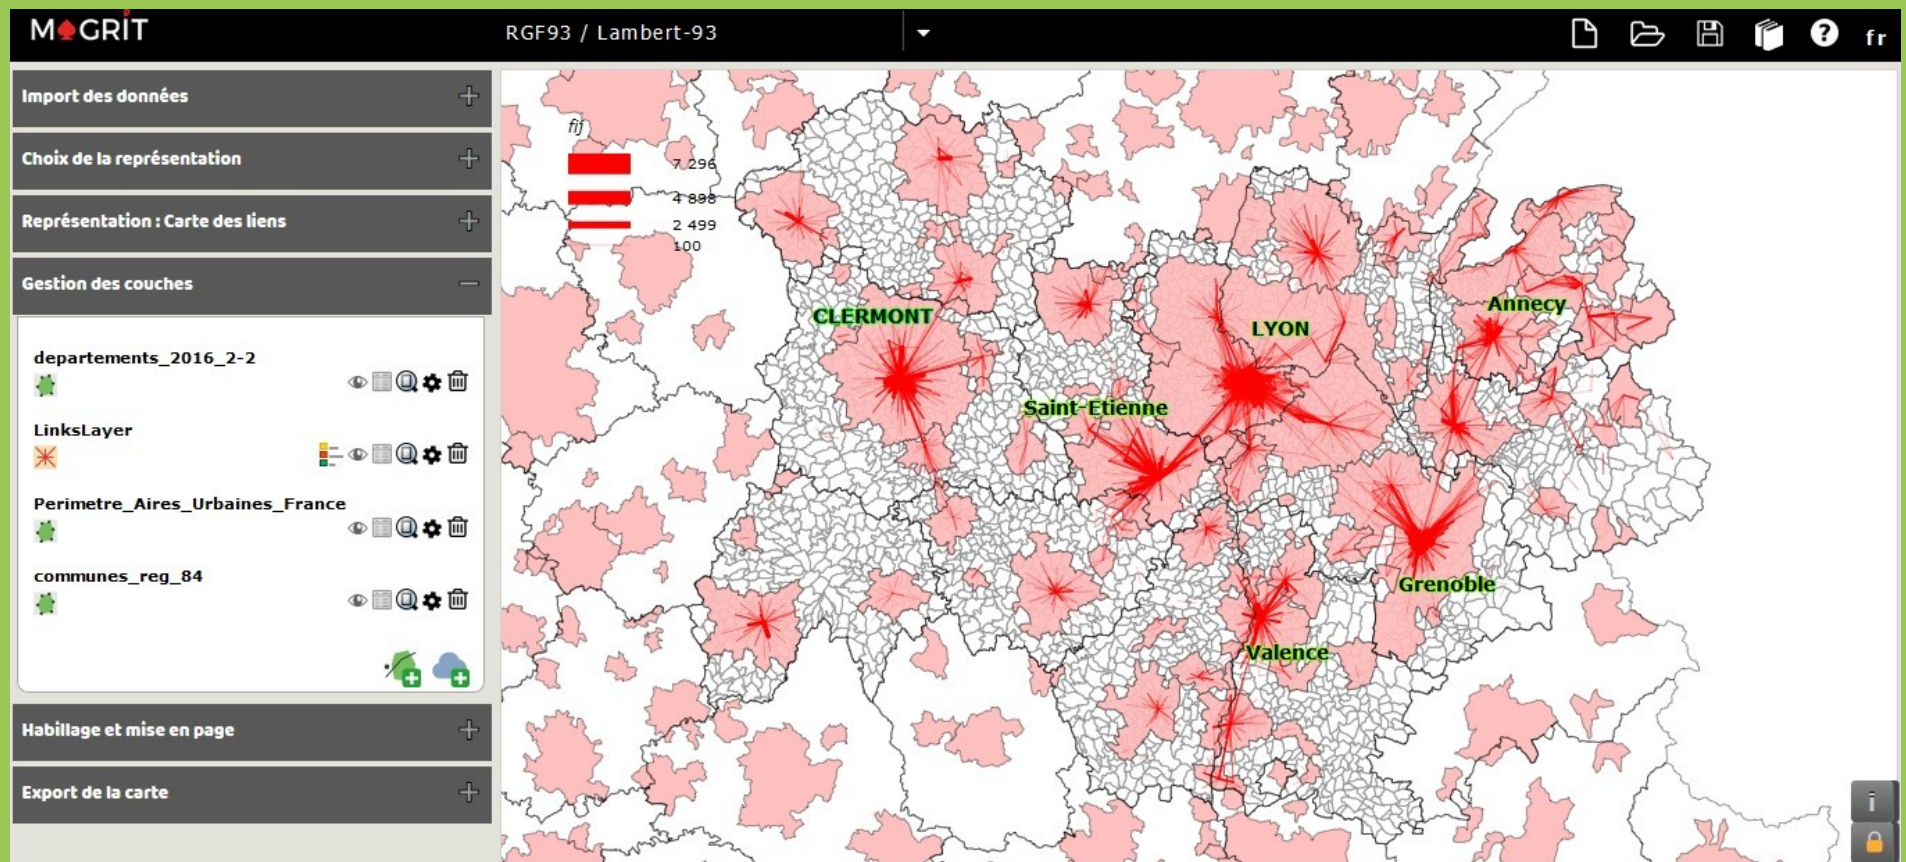 MAGRIT
RGF93 / Lambert-93
fr
Import des données
Choix de la représentation
Représentation : Carte des liens
Gestion des couches
departements_2016_2-2
LinksLayer
Perimetre_Aires_Urbaines_France
communes_reg_84
Habillage et mise en page
Export de la carte
fij
7 296
4 898
2 499
100
CLERMONT
LYON
Annecy
Saint-Etienne
Grenoble
Valence
i